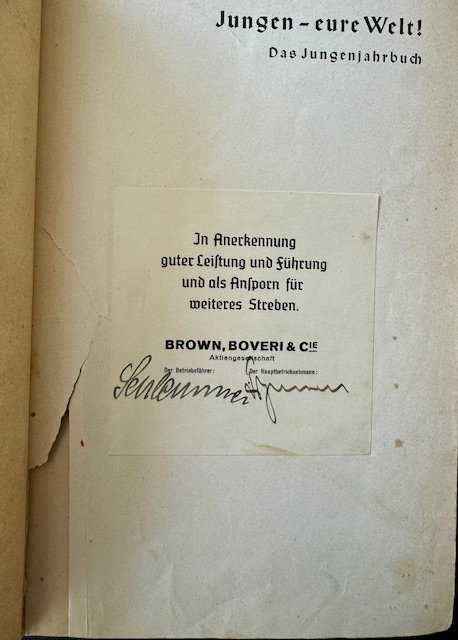 Jungen – eure Welt!
Das Jungenjahrbuch
In Anerkennung
guter Leiſtung und Führung
und als Anſporn für
weiteres Streben.
BROWN, BOVERI & CIE
Aktiengesellschaft
Der Betriebsführer: Der Hauptbetriebsobmann: